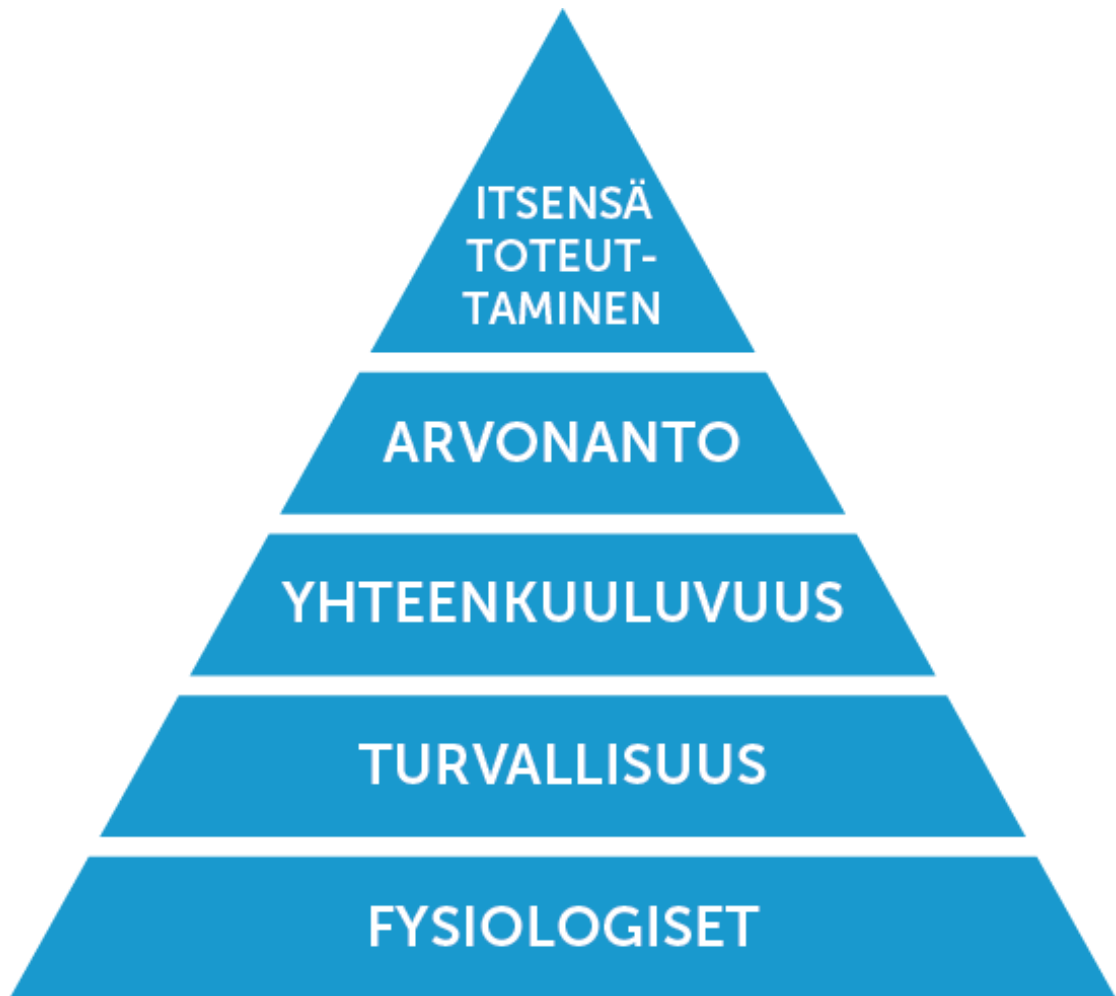 ITSENSÄ
TOTEUT-
TAMINEN
ARVONANTO
YHTEENKUULUVUUS
TURVALLISUUS
FYSIOLOGISET